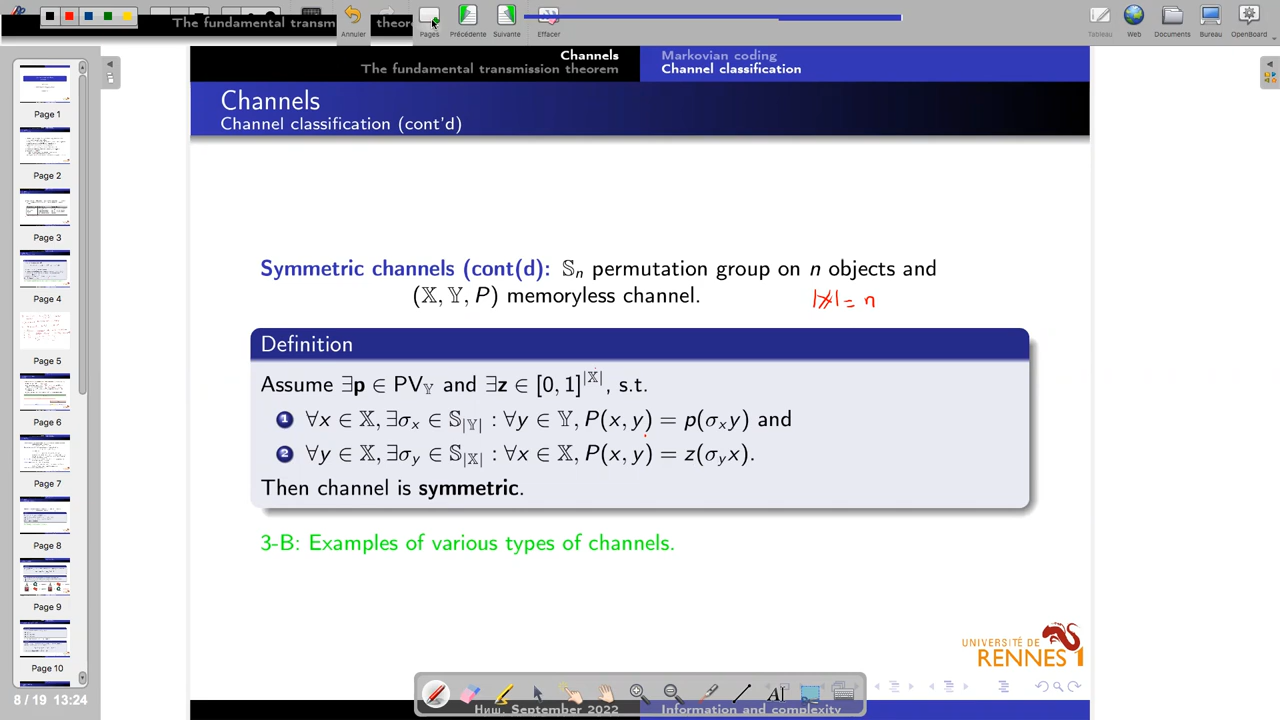 The fundamental transm
theore
Annuler
Pages
Précédente
Suivante
Effacer
Tableau
Web
Documents
Bureau
OpenBoard
Channels
The fundamental transmission theorem
Markovian coding
Channel classification
Channels
Channel classification (cont'd)
Symmetric channels (cont(d): 𝕊ₙ permutation group on n objects and
(𝕏, 𝕐, P) memoryless channel.
|𝕏| = n
Definition
Assume ∃p ∈ PV_𝕐 and ∃z ∈ [0, 1]^|𝕏|, s.t.
1 ∀x ∈ 𝕏, ∃σₓ ∈ 𝕊_|𝕐| : ∀y ∈ 𝕐, P(x, y) = p(σₓy) and
2 ∀y ∈ 𝕏, ∃σ_y ∈ 𝕊_|𝕏| : ∀x ∈ 𝕏, P(x, y) = z(σ_y x).
Then channel is symmetric.
3-B: Examples of various types of channels.
UNIVERSITÉ DE
RENNES 1
Ниш, September 2022
Information and complexity
Page 1
Page 2
Page 3
Page 4
Page 5
Page 6
Page 7
Page 8
Page 9
Page 10
8 / 19 13:24